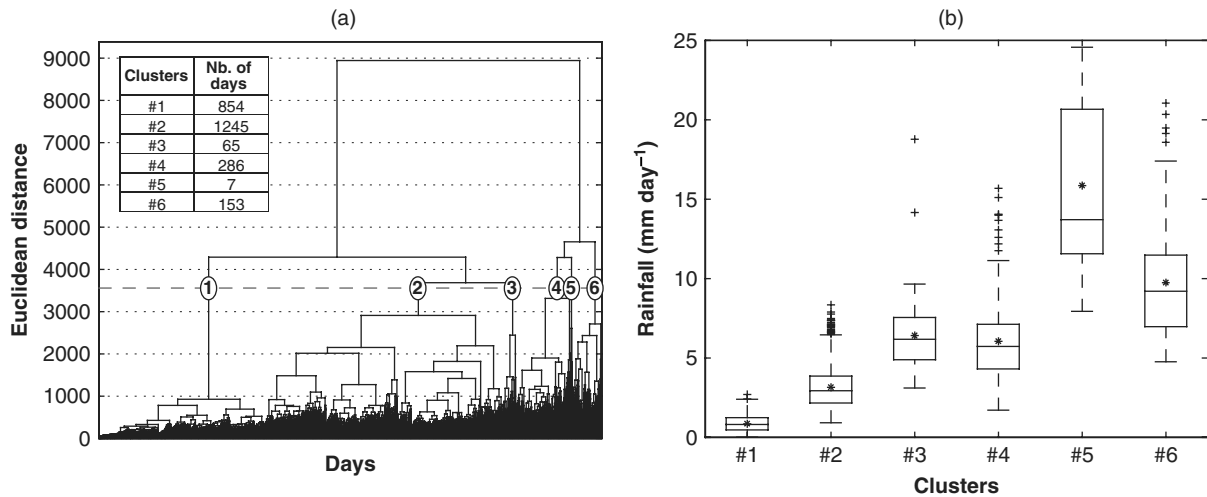 (a)
Euclidean distance
9000
8000
7000
6000
5000
4000
3000
2000
1000
0
Clusters Nb. of days
#1 854
#2 1245
#3 65
#4 286
#5 7
#6 153
1 2 3 4 5 6
Days
(b)
Rainfall (mm day⁻¹)
25
20
15
10
5
0
#1 #2 #3 #4 #5 #6
Clusters